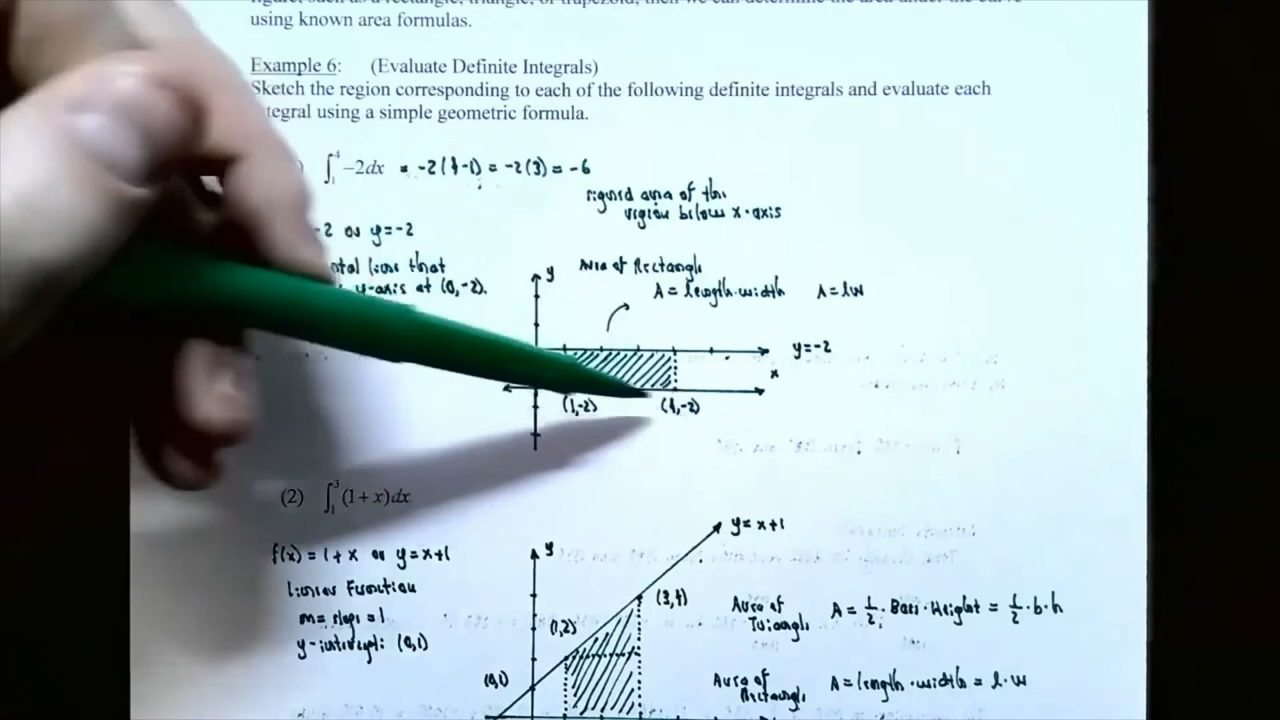 using known area formulas.
Example 6: (Evaluate Definite Integrals)
Sketch the region corresponding to each of the following definite integrals and evaluate each
tegral using a simple geometric formula.
∫₁⁴ −2dx = -2(4-1) = -2(3) = -6
signed area of the
region below x-axis
-2 or y=-2
ntal line that
y-axis at (0,-2).
y
Area of Rectangle
A = length·width A = lw
y=-2
x
(1,-2) (4,-2)
(2) ∫₁³ (1+x)dx
y=x+1
f(x) = 1+x or y=x+1
y
Linear Function
m = slope = 1
y-intercept: (0,1)
(3,4)
(1,2)
(0,1)
Area of
Triangle
A = 1/2 · Base · Height = 1/2 · b · h
Area of
Rectangle
A = length · width = l · w